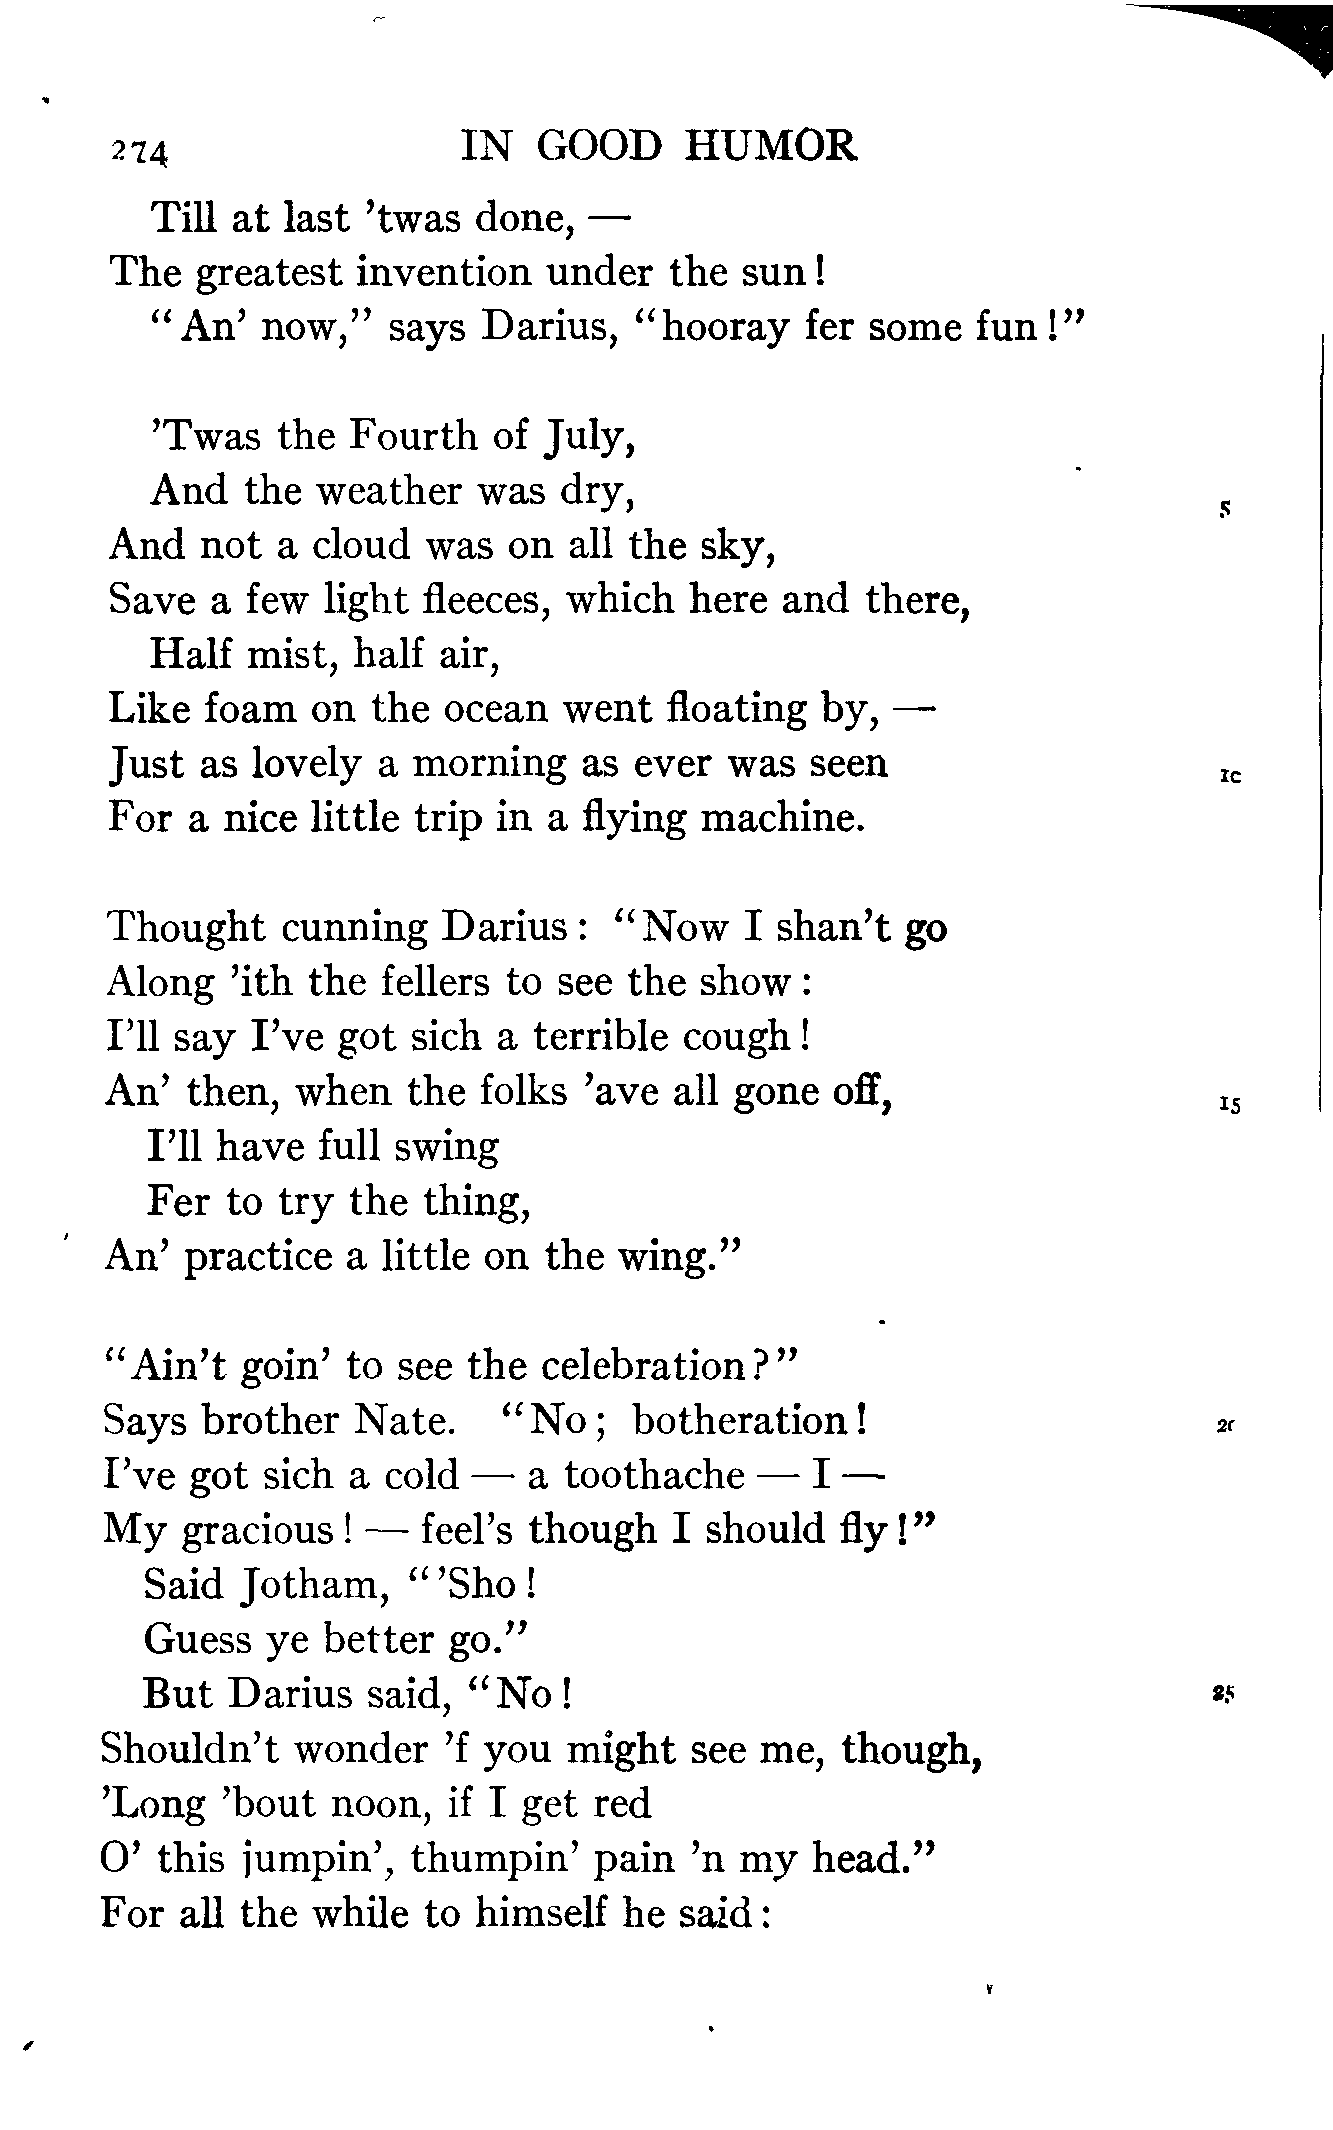 274 IN GOOD HUMOR
Till at last ’twas done, —
The greatest invention under the sun!
“An’ now,” says Darius, “hooray fer some fun!”
’Twas the Fourth of July,
And the weather was dry, 5
And not a cloud was on all the sky,
Save a few light fleeces, which here and there,
Half mist, half air,
Like foam on the ocean went floating by, —
Just as lovely a morning as ever was seen 10
For a nice little trip in a flying machine.
Thought cunning Darius: “Now I shan’t go
Along ’ith the fellers to see the show:
I’ll say I’ve got sich a terrible cough!
An’ then, when the folks ’ave all gone off, 15
I’ll have full swing
Fer to try the thing,
An’ practice a little on the wing.”
“Ain’t goin’ to see the celebration?”
Says brother Nate. “No; botheration! 20
I’ve got sich a cold — a toothache — I —
My gracious! — feel’s though I should fly!”
Said Jotham, “’Sho!
Guess ye better go.”
But Darius said, “No! 25
Shouldn’t wonder ’f you might see me, though,
’Long ’bout noon, if I get red
O’ this jumpin’, thumpin’ pain ’n my head.”
For all the while to himself he said: